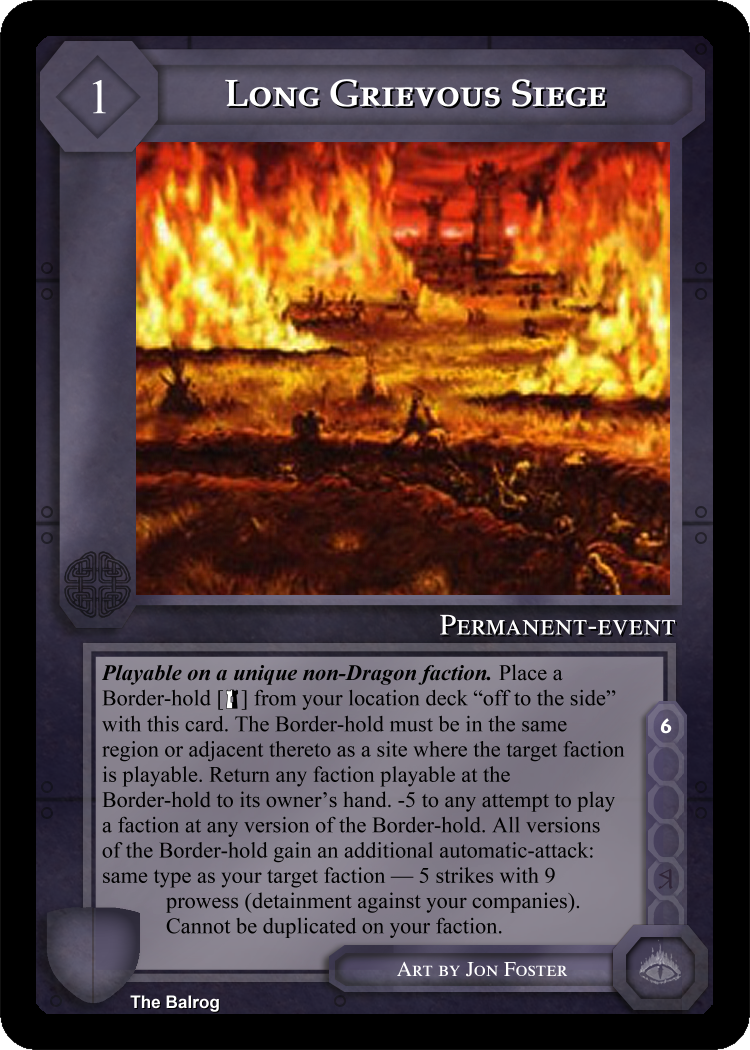 1
Long Grievous Siege
Permanent-event
Playable on a unique non-Dragon faction. Place a
Border-hold [ ] from your location deck “off to the side”
with this card. The Border-hold must be in the same
region or adjacent thereto as a site where the target faction
is playable. Return any faction playable at the
Border-hold to its owner’s hand. -5 to any attempt to play
a faction at any version of the Border-hold. All versions
of the Border-hold gain an additional automatic-attack:
same type as your target faction — 5 strikes with 9
prowess (detainment against your companies).
Cannot be duplicated on your faction.
6
Art by Jon Foster
The Balrog